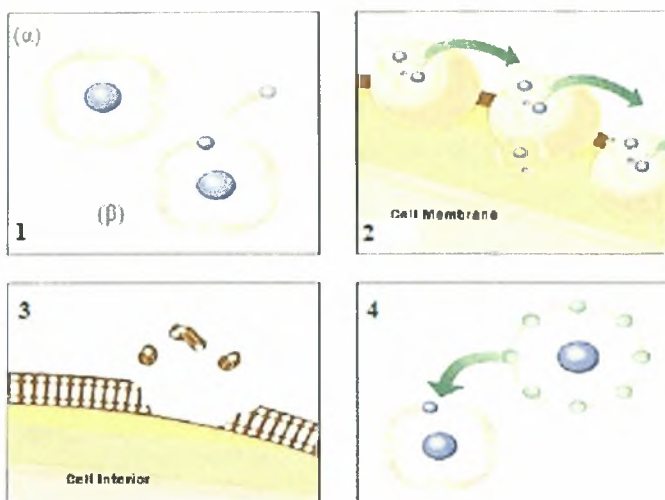 (α)
(β)
1
Cell Membrane
2
3
Cell Interior
4